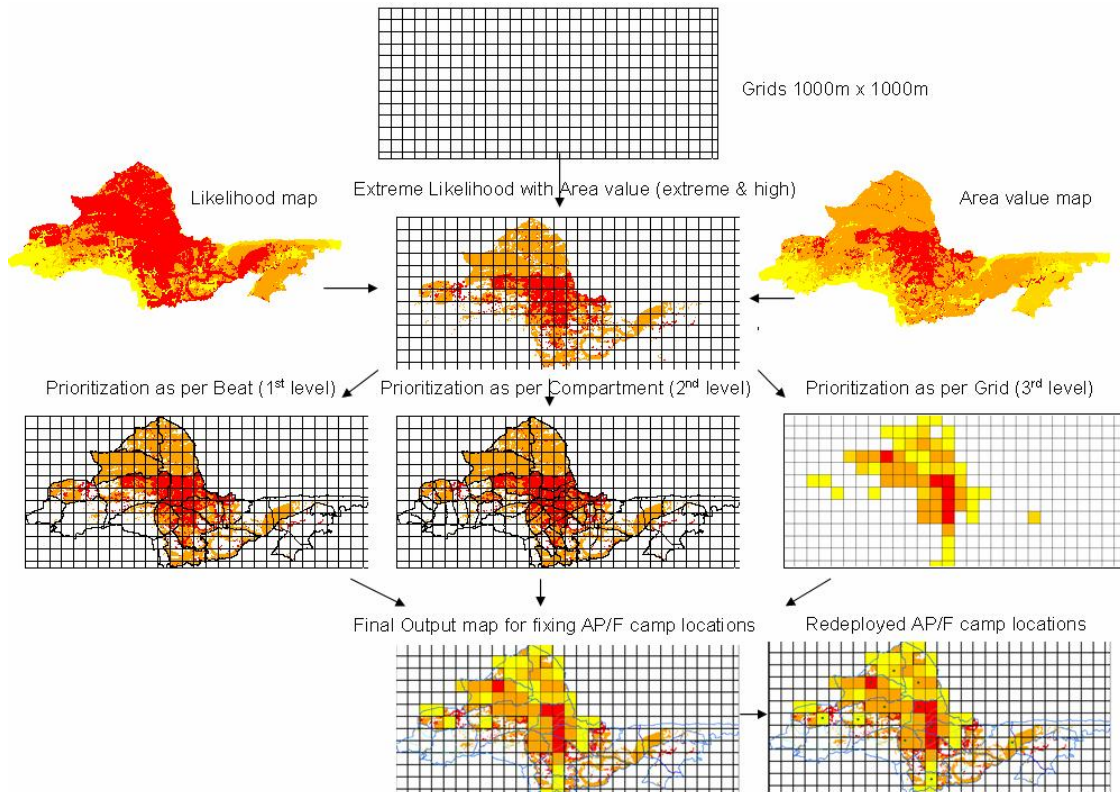 Grids 1000m x 1000m
Extreme Likelihood with Area value (extreme & high)
Likelihood map
Area value map
Prioritization as per Beat (1st level)
Prioritization as per Compartment (2nd level)
Prioritization as per Grid (3rd level)
Final Output map for fixing AP/F camp locations
Redeployed AP/F camp locations